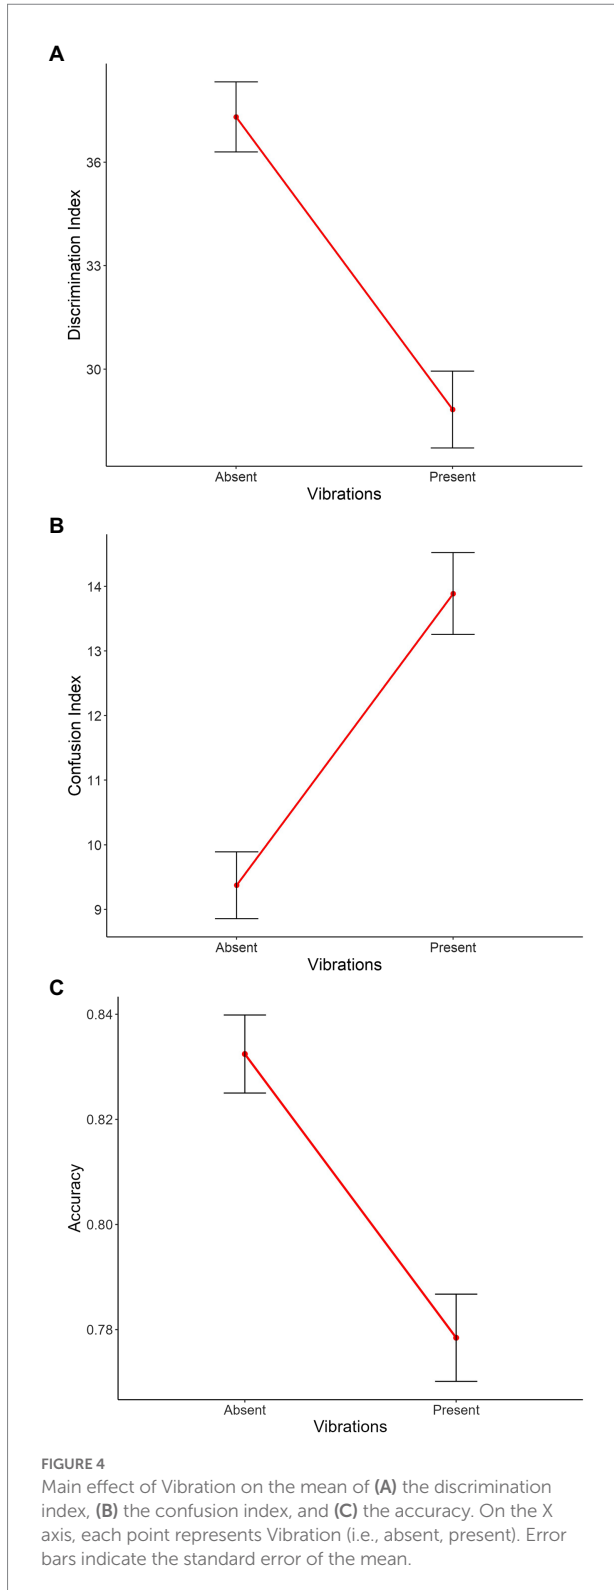 A
36
33
30
Discrimination Index
Absent
Present
Vibrations
B
14
13
12
11
10
9
Confusion Index
Absent
Present
Vibrations
C
0.84
0.82
0.80
0.78
Accuracy
Absent
Present
Vibrations
FIGURE 4
Main effect of Vibration on the mean of (A) the discrimination
index, (B) the confusion index, and (C) the accuracy. On the X
axis, each point represents Vibration (i.e., absent, present). Error
bars indicate the standard error of the mean.